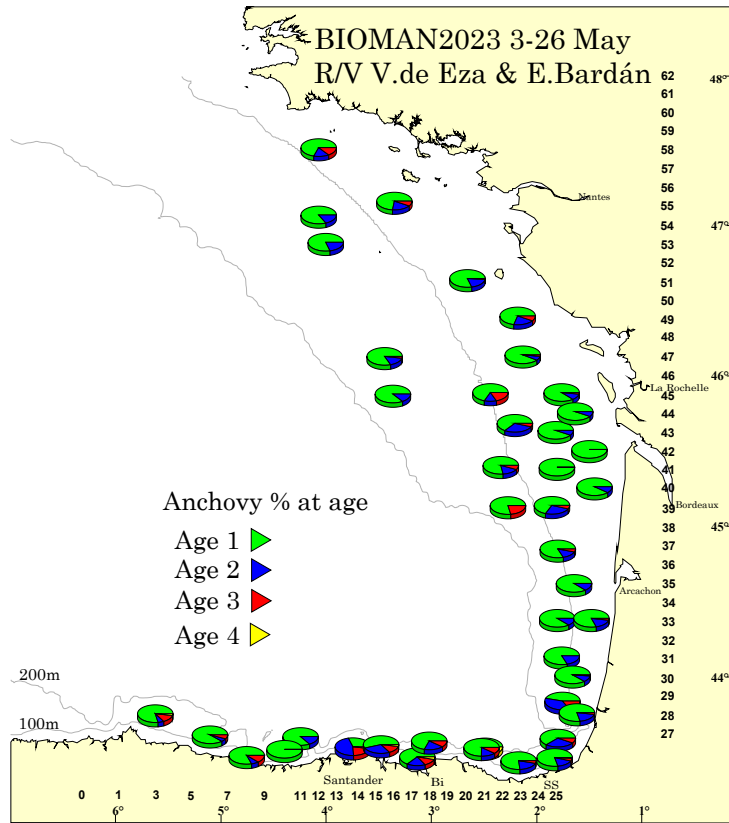 BIOMAN2023 3-26 May
R/V V.de Eza & E.Bardán
62
48°
61
60
59
58
57
56
Nantes
55
54
47°
53
52
51
50
49
48
47
46
46°
45
La Rochelle
44
43
42
41
40
Anchovy % at age
39
Bordeaux
45°
38
Age 1
37
Age 2
36
35
Arcachon
Age 3
34
33
Age 4
32
31
200m
30
44°
29
28
100m
27
Santander
Bi
SS
0 1 3 5 7 9 11 12 13 14 15 16 17 18 19 20 21 22 23 24 25
6° 5° 4° 3° 2° 1°